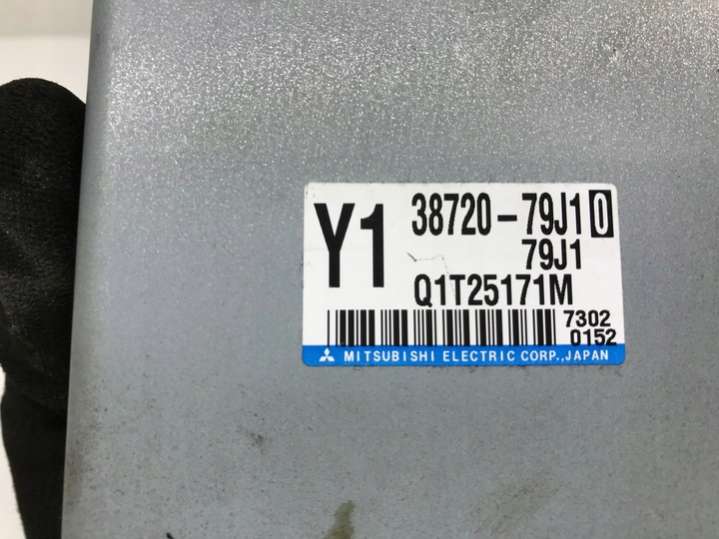 Y1
38720-79J10
79J1
Q1T25171M
7302
0152
MITSUBISHI ELECTRIC CORP.,JAPAN